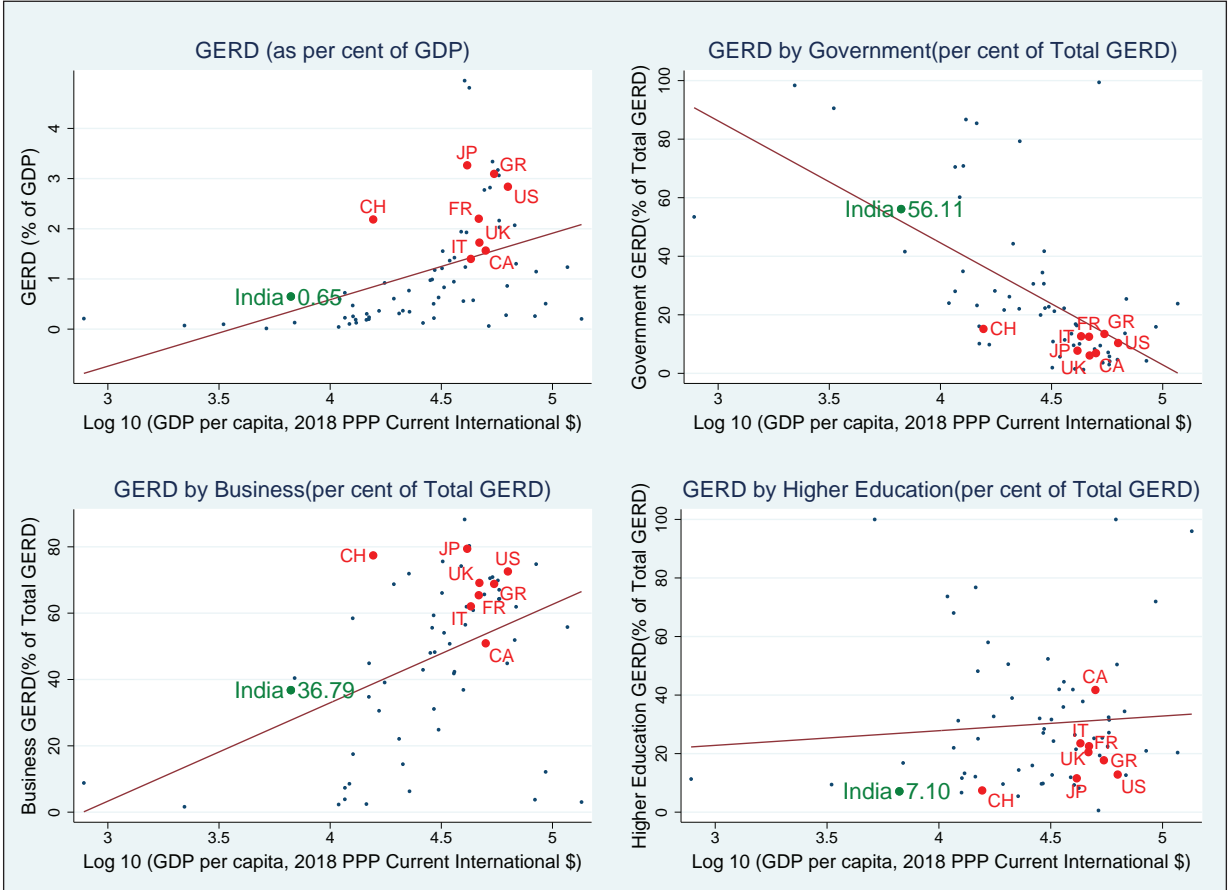 GERD (as per cent of GDP)
GERD (% of GDP)
4
3
2
1
0
JP
GR
US
CH
FR
UK
IT
CA
India 0.65
3
3.5
4
4.5
5
Log 10 (GDP per capita, 2018 PPP Current International $)
GERD by Government(per cent of Total GERD)
Government GERD(% of Total GERD)
100
80
60
40
20
0
India 56.11
CH
IT
FR
GR
JP
US
UK
CA
3
3.5
4
4.5
5
Log 10 (GDP per capita, 2018 PPP Current International $)
GERD by Business(per cent of Total GERD)
Business GERD(% of Total GERD)
80
60
40
20
0
CH
JP
US
UK
GR
FR
IT
CA
India 36.79
3
3.5
4
4.5
5
Log 10 (GDP per capita, 2018 PPP Current International $)
GERD by Higher Education(per cent of Total GERD)
Higher Education GERD(% of Total GERD)
100
80
60
40
20
0
CA
IT
FR
UK
GR
India 7.10
CH
JP
US
3
3.5
4
4.5
5
Log 10 (GDP per capita, 2018 PPP Current International $)